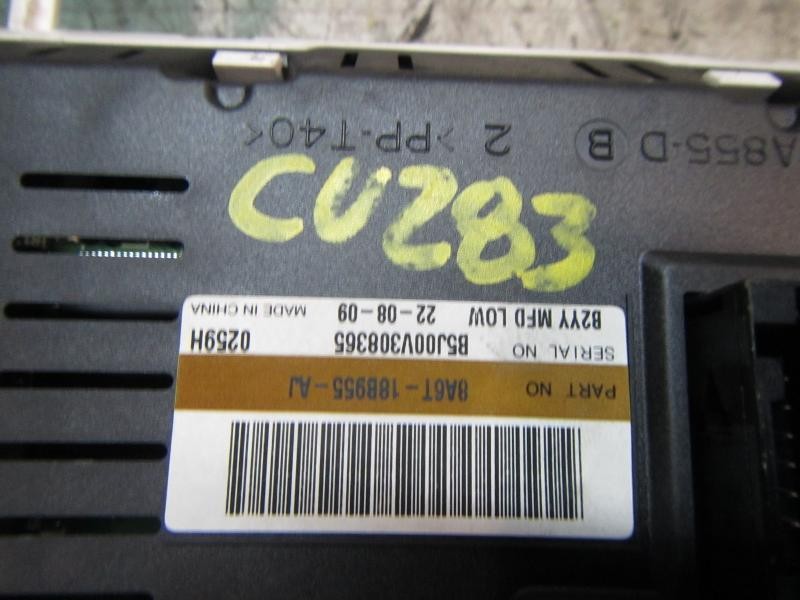 A855-D B 2 >PP-T40<
CU283
B2YY MFD LOW 22-08-09 MADE IN CHINA
SERIAL NO B5J00V308365 0259H
PART NO 8A6T-18B955-AJ